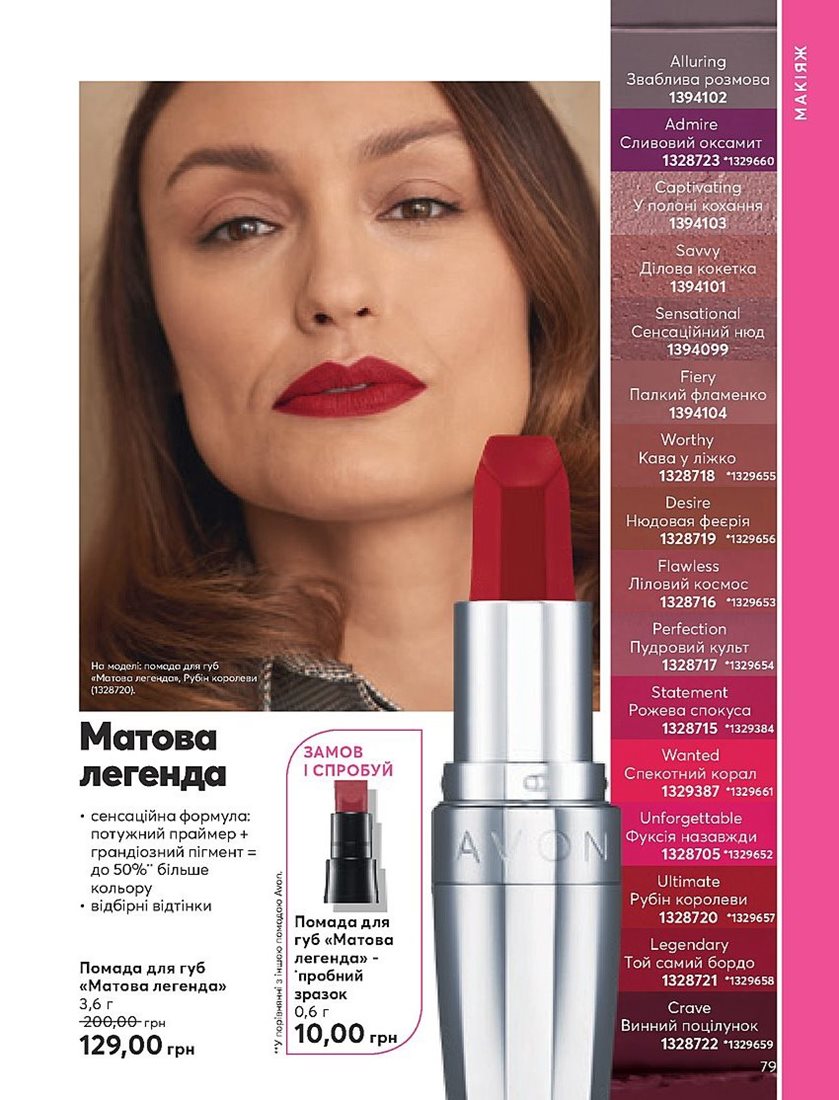 МАКІЯЖ
Alluring
Зваблива розмова
1394102
Admire
Сливовий оксамит
1328723 *1329660
Captivating
У полоні кохання
1394103
Savvy
Ділова кокетка
1394101
Sensational
Сенсаційний нюд
1394099
Fiery
Палкий фламенко
1394104
Worthy
Кава у ліжко
1328718 *1329655
Desire
Нюдовая феєрія
1328719 *1329656
Flawless
Ліловий космос
1328716 *1329653
Perfection
Пудровий культ
1328717 *1329654
Statement
Рожева спокуса
1328715 *1329384
Wanted
Спекотний корал
1329387 *1329661
Unforgettable
Фуксія назавжди
1328705 *1329652
Ultimate
Рубін королеви
1328720 *1329657
Legendary
Той самий бордо
1328721 *1329658
Crave
Винний поцілунок
1328722 *1329659
79
На моделі: помада для губ
«Матова легенда», Рубін королеви
(1328720).
Матова
легенда
• сенсаційна формула:
потужний праймер +
грандіозний пігмент =
до 50%** більше
кольору
• відбірні відтінки
Помада для губ
«Матова легенда»
3,6 г
200,00 грн
129,00 грн
**У порівнянні з іншою помадою Avon.
ЗАМОВ
І СПРОБУЙ
Помада для
губ «Матова
легенда» -
*пробний
зразок
0,6 г
10,00 грн
AVON